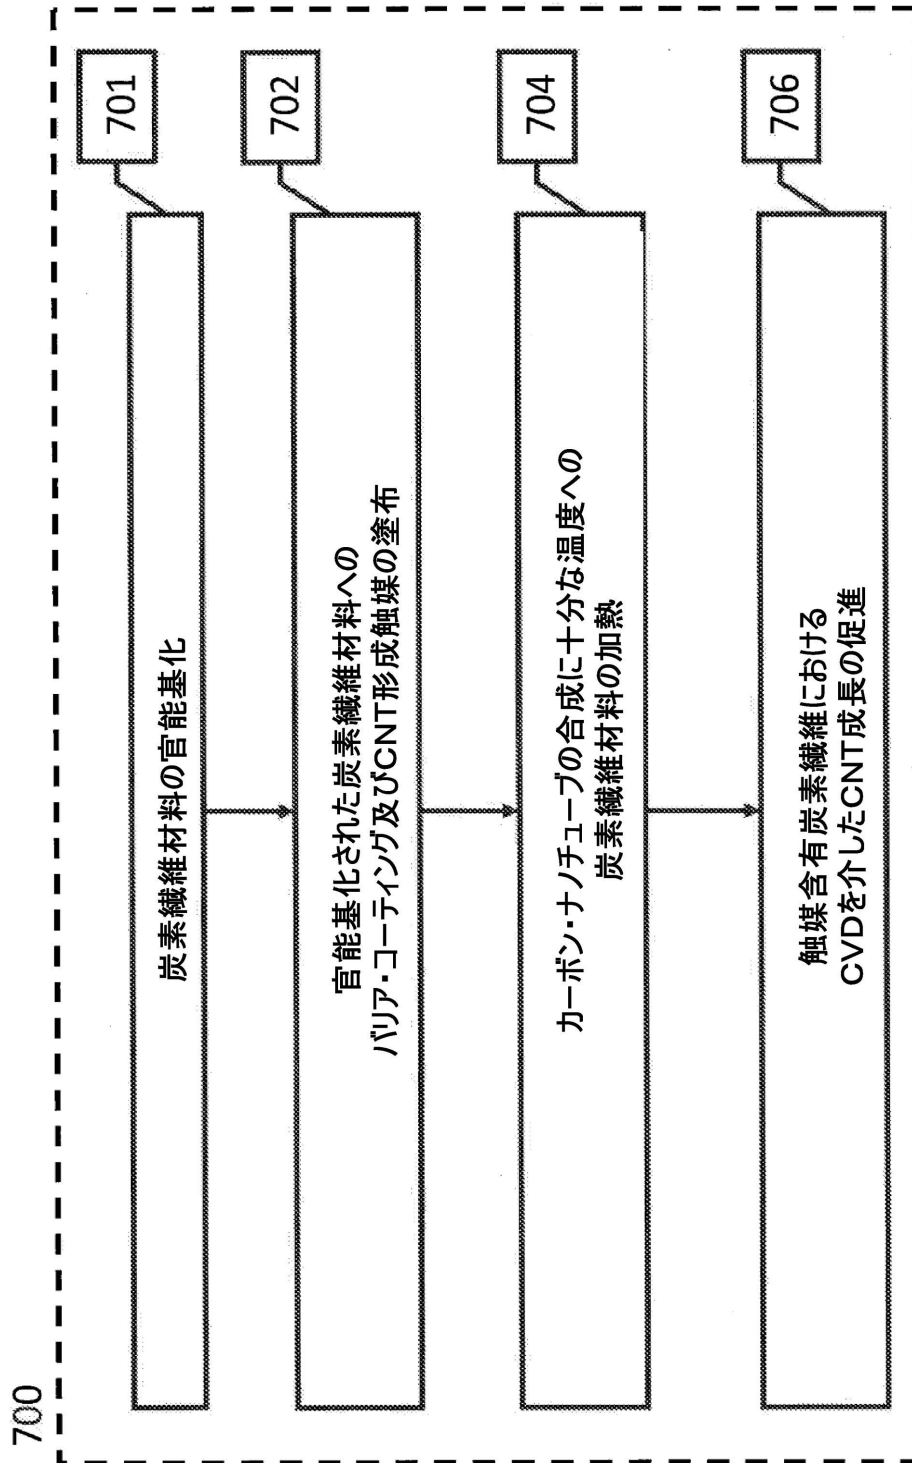 700
701
炭素繊維材料の官能基化
702
官能基化された炭素繊維材料への
バリア・コーティング及びCNT形成触媒の塗布
704
カーボン・ナノチューブの合成に十分な温度への
炭素繊維材料の加熱
706
触媒含有炭素繊維における
CVDを介したCNT成長の促進